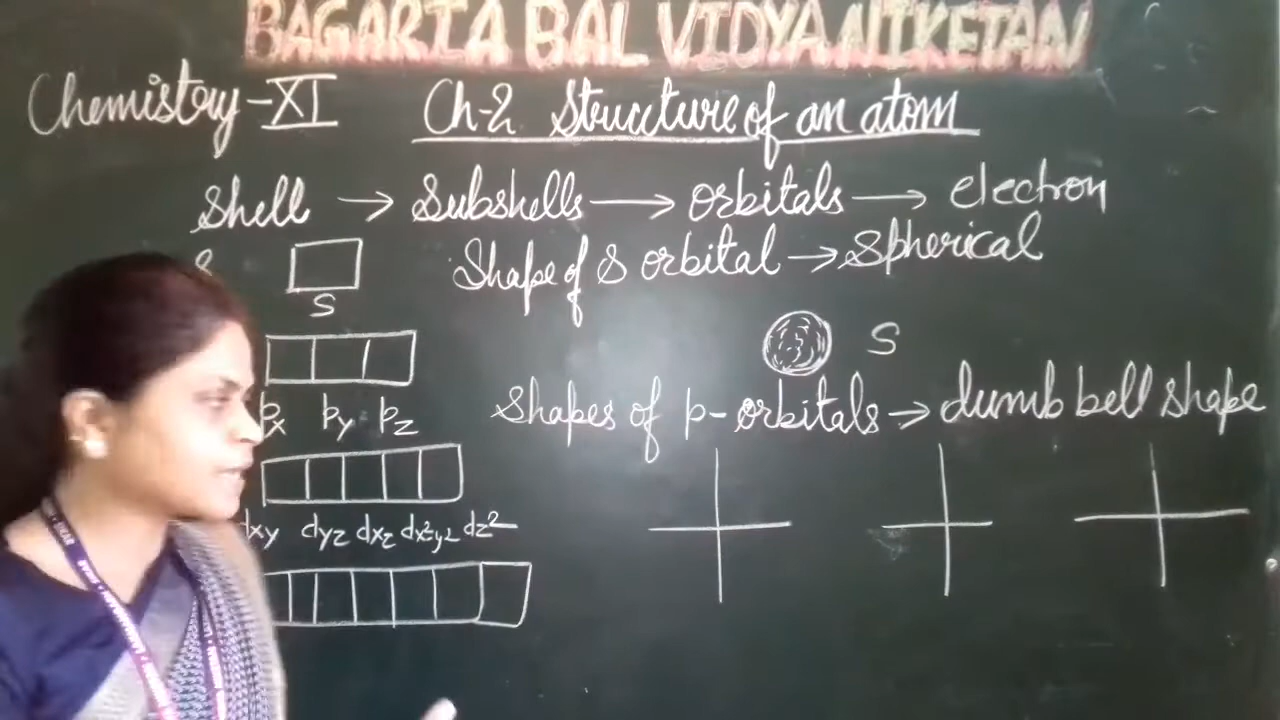 BAGARIA BAL VIDYA NIKETAN
Chemistry-XI Ch-2 Structure of an atom
Shell → Subshells → orbitals → electron
S Shape of S orbital → Spherical
S
S
Shapes of p-orbitals → dumb bell shape
px py pz
dxy dyz dxz dx²-y² dz²